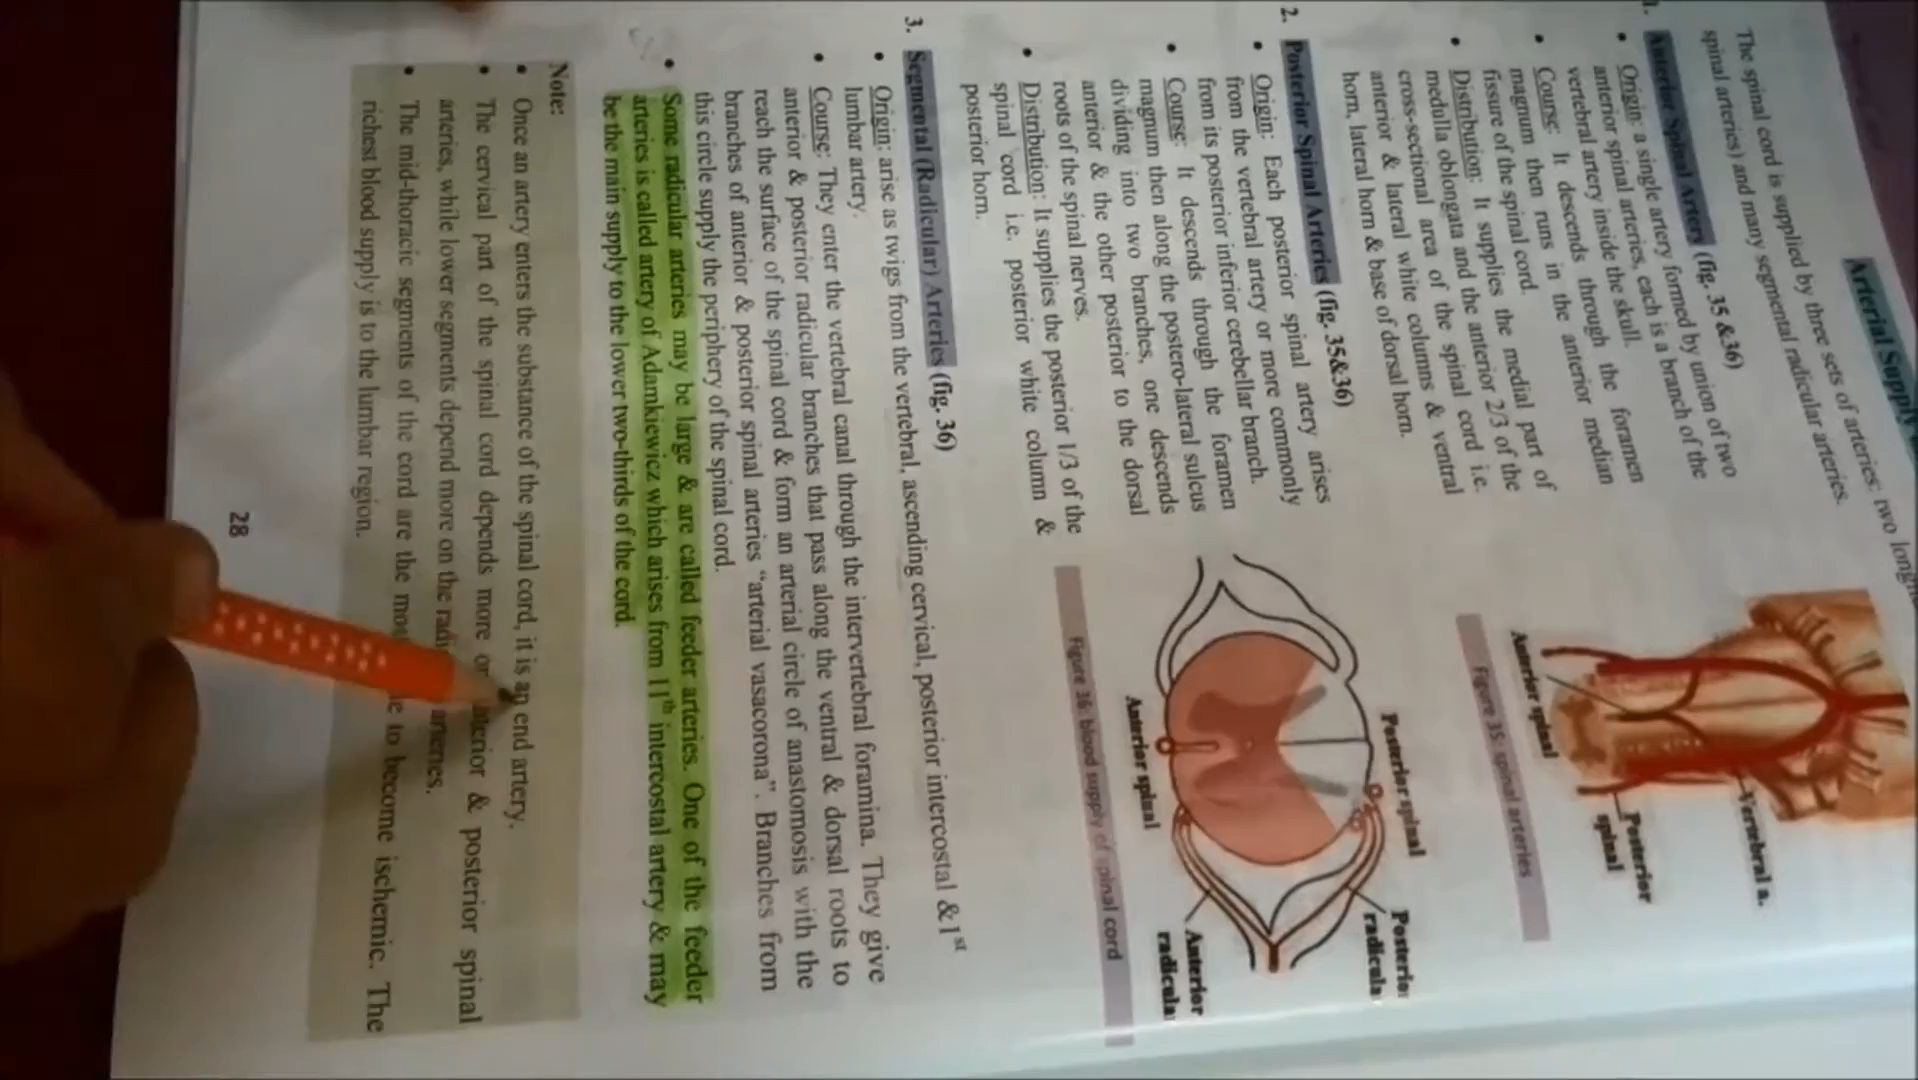 Arterial Supply
The spinal cord is supplied by three sets of arteries: two
spinal arteries) and many segmental radicular arteries.
1. Anterior Spinal Artery (fig. 35 &36)
• Origin: a single artery formed by union of two
anterior spinal arteries, each is a branch of the
vertebral artery inside the skull.
• Course: It descends through the foramen
magnum then runs in the anterior median
fissure of the spinal cord.
• Distribution: It supplies the medial part of
medulla oblongata and the anterior 2/3 of the
cross-sectional area of the spinal cord i.e.
anterior & lateral white columns & ventral
horn, lateral horn & base of dorsal horn.
Vertebral a.
Posterior
spinal
Anterior spinal
Figure 35: spinal arteries
2. Posterior Spinal Arteries (fig. 35&36)
• Origin: Each posterior spinal artery arises
from the vertebral artery or more commonly
from its posterior inferior cerebellar branch.
• Course: It descends through the foramen
magnum then along the postero-lateral sulcus
dividing into two branches, one descends
anterior & the other posterior to the dorsal
roots of the spinal nerves.
• Distribution: It supplies the posterior 1/3 of the
spinal cord i.e. posterior white column &
posterior horn.
Posterior spinal
Posterior
radicular
Anterior spinal
Anterior
radicular
Figure 36: blood supply of spinal cord
3. Segmental (Radicular) Arteries (fig. 36)
• Origin: arise as twigs from the vertebral, ascending cervical, posterior intercostal &1st
lumbar artery.
• Course: They enter the vertebral canal through the intervertebral foramina. They give
anterior & posterior radicular branches that pass along the ventral & dorsal roots to
reach the surface of the spinal cord & form an arterial circle of anastomosis with the
branches of anterior & posterior spinal arteries “arterial vasacorona”. Branches from
this circle supply the periphery of the spinal cord.
• Some radicular arteries may be large & are called feeder arteries. One of the feeder
arteries is called artery of Adamkiewicz which arises from 11th intercostal artery & may
be the main supply to the lower two-thirds of the cord.
Note:
• Once an artery enters the substance of the spinal cord, it is an end artery.
• The cervical part of the spinal cord depends more on & posterior spinal
arteries, while lower segments depend more on the arteries.
• The mid-thoracic segments of the cord are the to become ischemic. The
richest blood supply is to the lumbar region.
28